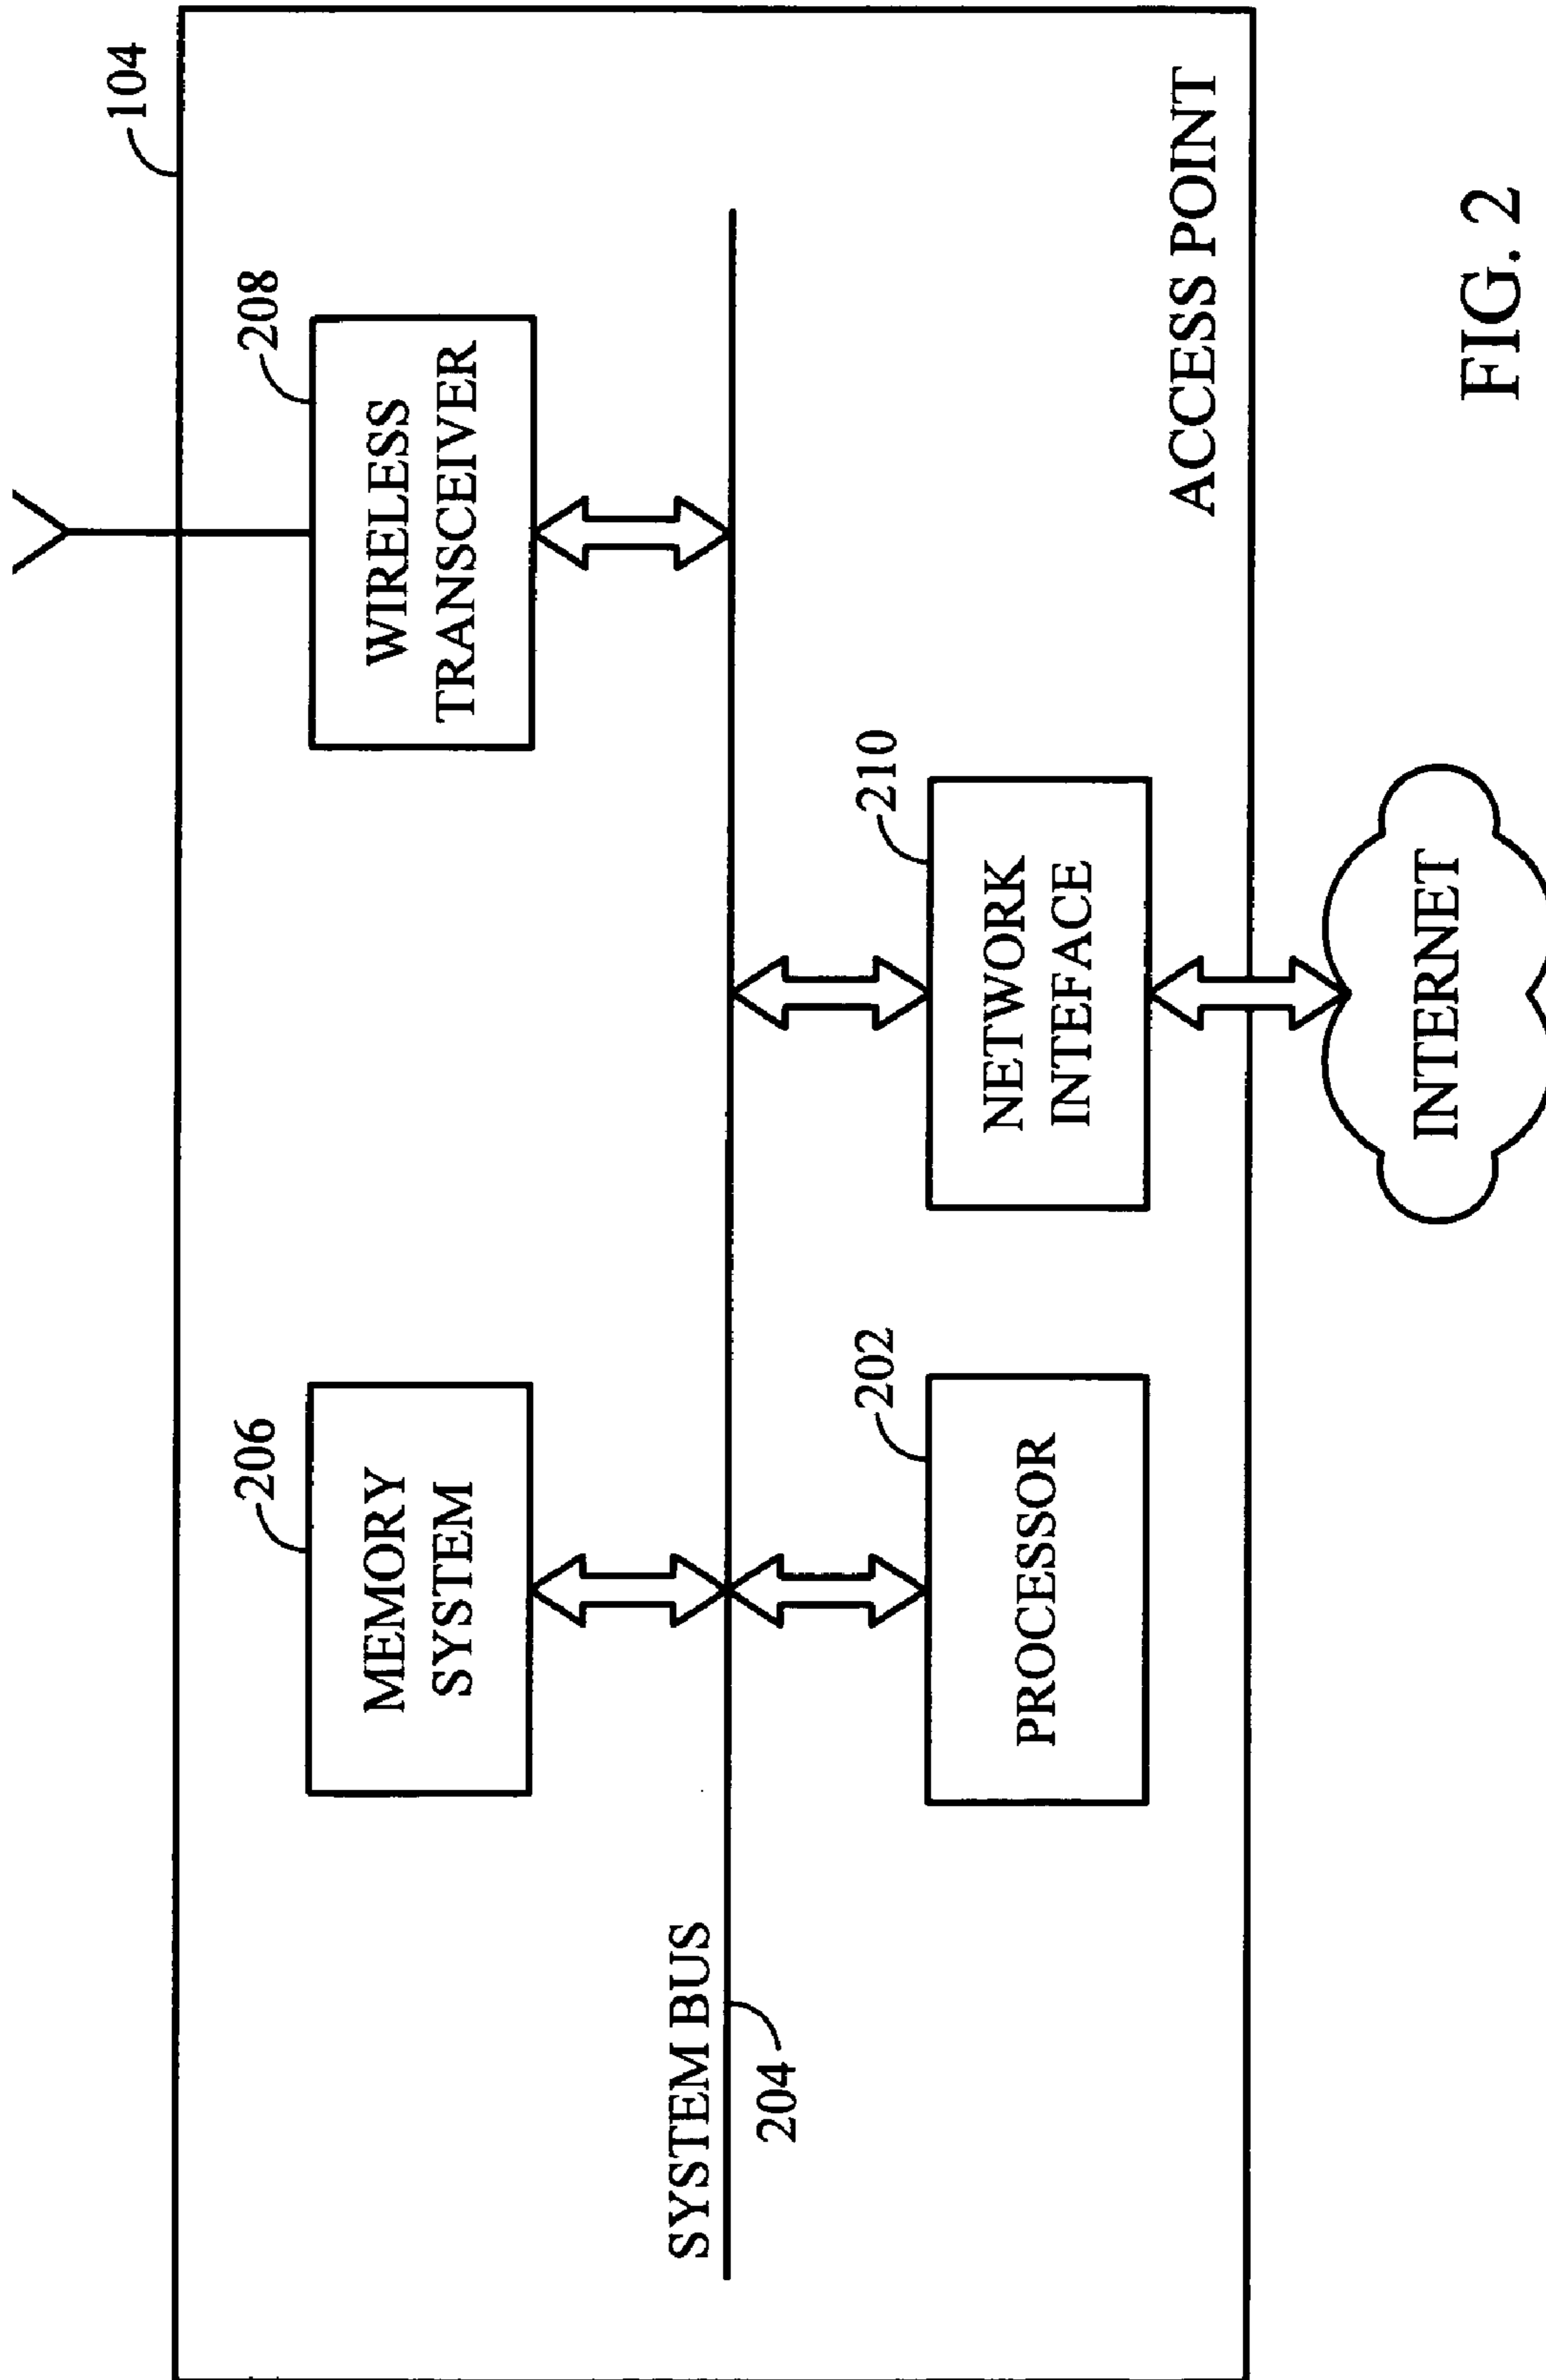 104
206
MEMORY
SYSTEM
208
WIRELESS
TRANSCEIVER
SYSTEM BUS
204
202
PROCESSOR
210
NETWORK
INTEFACE
ACCESS POINT
INTERNET
FIG. 2